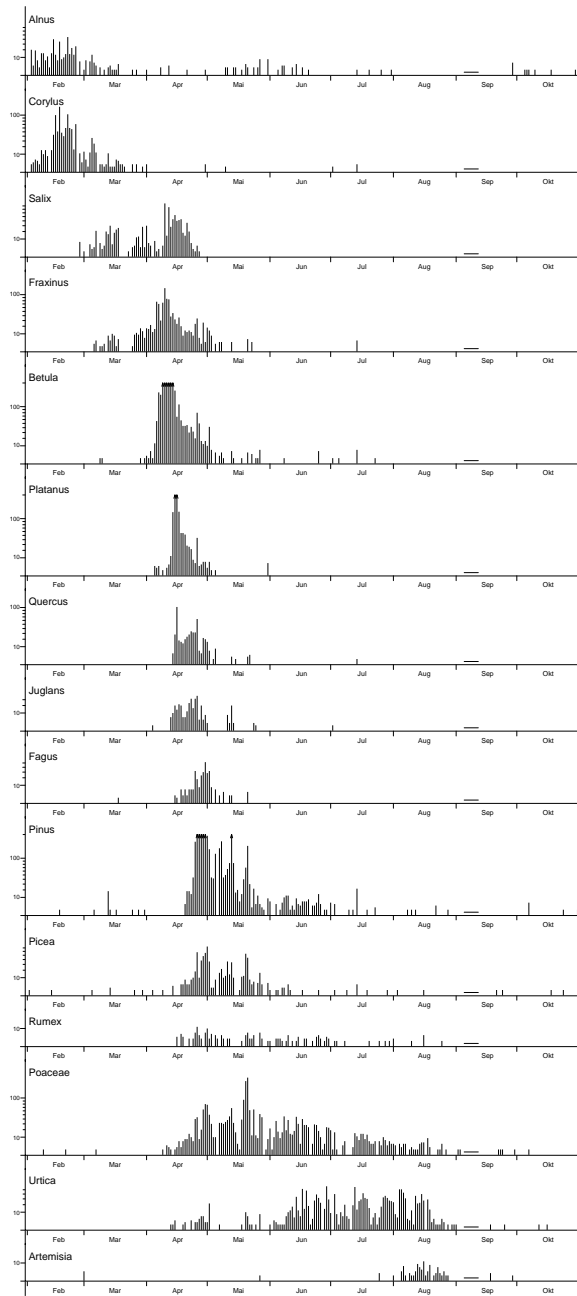 Alnus
10
Feb Mar Apr Mai Jun Jul Aug Sep Okt
Corylus
100
10
Feb Mar Apr Mai Jun Jul Aug Sep Okt
Salix
10
Feb Mar Apr Mai Jun Jul Aug Sep Okt
Fraxinus
100
10
Feb Mar Apr Mai Jun Jul Aug Sep Okt
Betula
100
10
Feb Mar Apr Mai Jun Jul Aug Sep Okt
Platanus
100
10
Feb Mar Apr Mai Jun Jul Aug Sep Okt
Quercus
100
10
Feb Mar Apr Mai Jun Jul Aug Sep Okt
Juglans
10
Feb Mar Apr Mai Jun Jul Aug Sep Okt
Fagus
10
Feb Mar Apr Mai Jun Jul Aug Sep Okt
Pinus
100
10
Feb Mar Apr Mai Jun Jul Aug Sep Okt
Picea
10
Feb Mar Apr Mai Jun Jul Aug Sep Okt
Rumex
10
Feb Mar Apr Mai Jun Jul Aug Sep Okt
Poaceae
100
10
Feb Mar Apr Mai Jun Jul Aug Sep Okt
Urtica
10
Feb Mar Apr Mai Jun Jul Aug Sep Okt
Artemisia
10
Feb Mar Apr Mai Jun Jul Aug Sep Okt